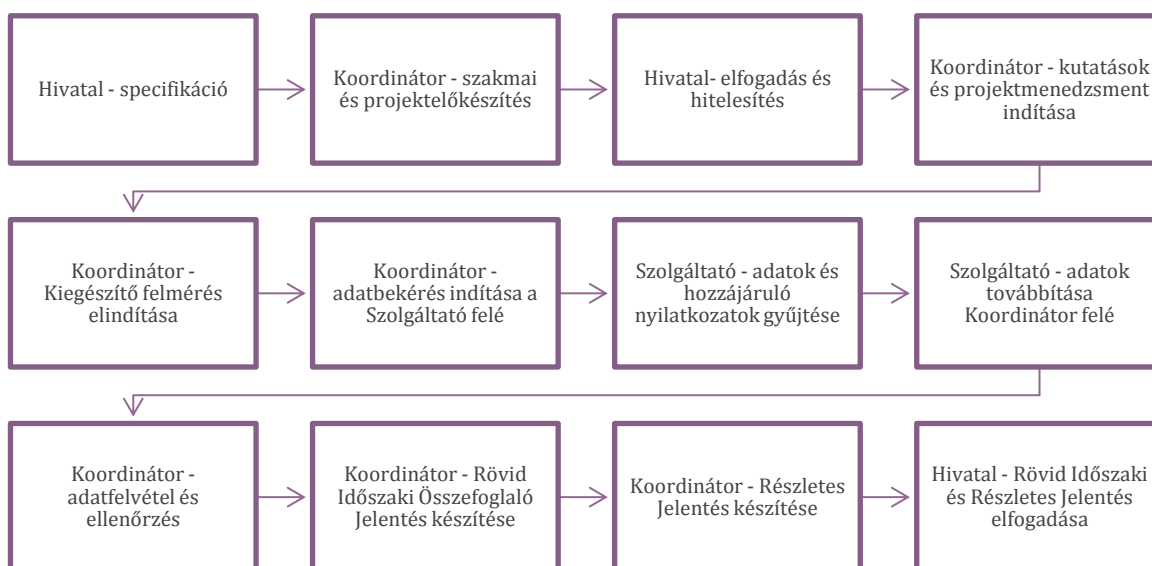 Hivatal - specifikáció
Koordinátor - szakmai
és projektelőkészítés
Hivatal- elfogadás és
hitelesítés
Koordinátor - kutatások
és projektmenedzsment
indítása
Koordinátor -
Kiegészítő felmérés
elindítása
Koordinátor -
adatbekérés indítása a
Szolgáltató felé
Szolgáltató - adatok és
hozzájáruló
nyilatkozatok gyűjtése
Szolgáltató - adatok
továbbítása
Koordinátor felé
Koordinátor -
adatfelvétel és
ellenőrzés
Koordinátor - Rövid
Időszaki Összefoglaló
Jelentés készítése
Koordinátor - Részletes
Jelentés készítése
Hivatal - Rövid Időszaki
és Részletes Jelentés
elfogadása